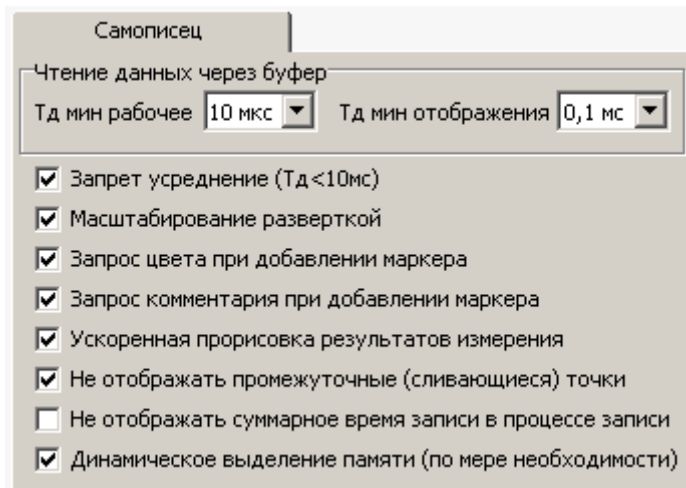 Самописец
Чтение данных через буфер
Тд мин рабочее 10 мкс Тд мин отображения 0,1 мс
Запрет усреднение (Тд<10мс)
Масштабирование разверткой
Запрос цвета при добавлении маркера
Запрос комментария при добавлении маркера
Ускоренная прорисовка результатов измерения
Не отображать промежуточные (сливающиеся) точки
Не отображать суммарное время записи в процессе записи
Динамическое выделение памяти (по мере необходимости)